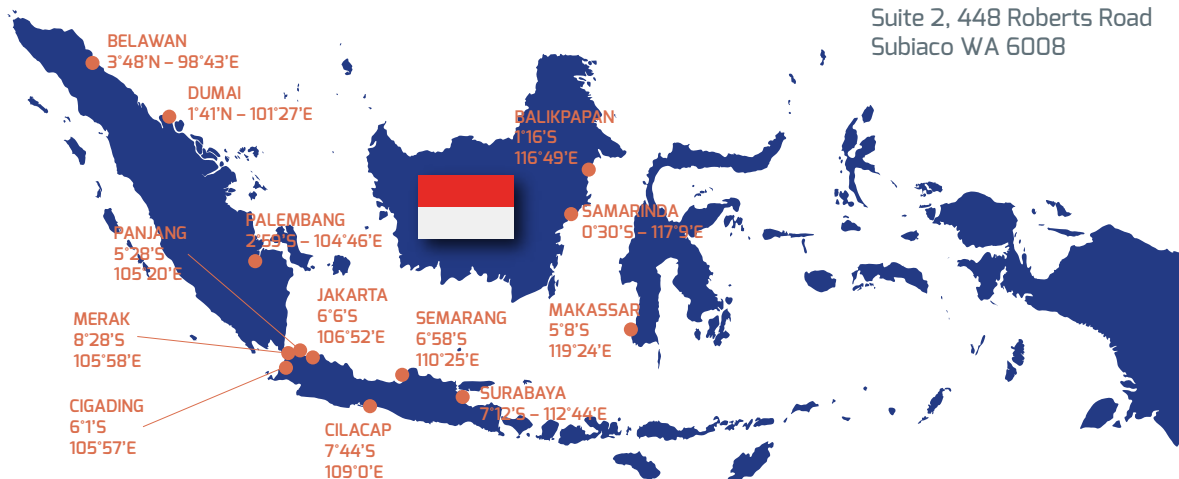 Suite 2, 448 Roberts Road
Subiaco WA 6008
BELAWAN
3°48'N – 98°43'E
DUMAI
1°41'N – 101°27'E
BALIKPAPAN
1°16'S
116°49'E
SAMARINDA
0°30'S – 117°9'E
PALEMBANG
2°59'S – 104°46'E
PANJANG
5°28'S
105°20'E
JAKARTA
6°6'S
106°52'E
SEMARANG
6°58'S
110°25'E
MAKASSAR
5°8'S
119°24'E
MERAK
8°28'S
105°58'E
SURABAYA
7°12'S – 112°44'E
CIGADING
6°1'S
105°57'E
CILACAP
7°44'S
109°0'E